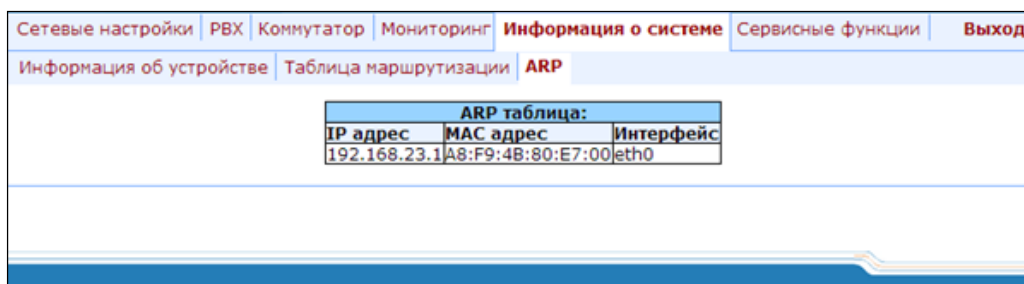 Сетевые настройки PBX Коммутатор Мониторинг Информация о системе Сервисные функции Выход
Информация об устройстве Таблица маршрутизации ARP
ARP таблица:
IP адрес MAC адрес Интерфейс
192.168.23.1 A8:F9:4B:80:E7:00 eth0